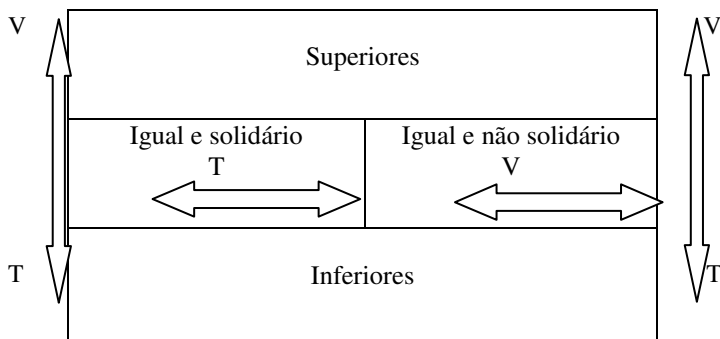 V V
Superiores
Igual e solidário Igual e não solidário
T V
T T
Inferiores